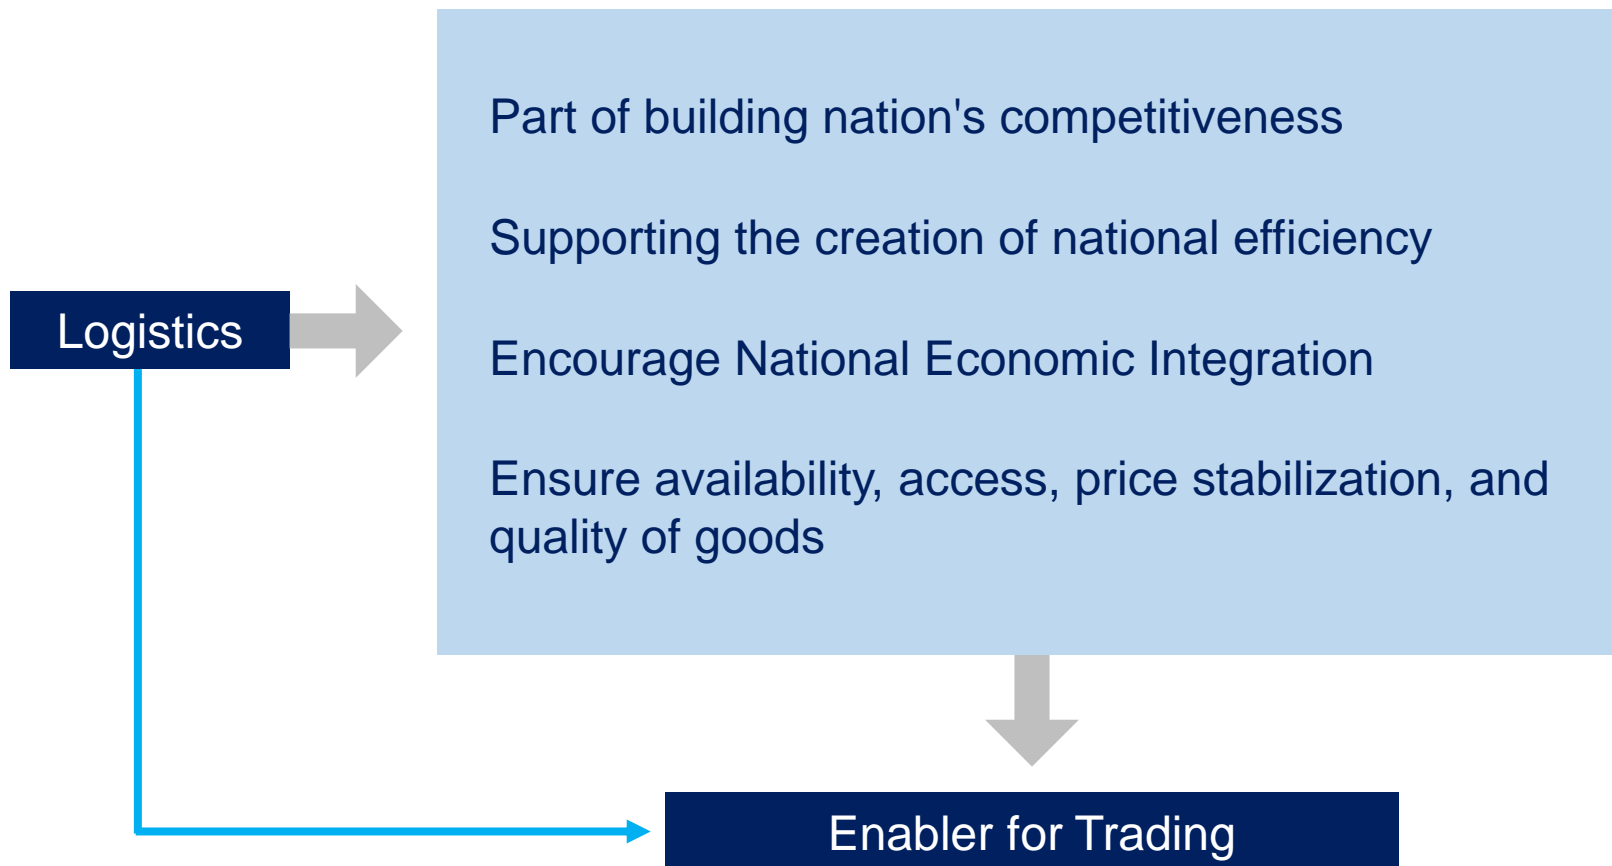 Part of building nation's competitiveness
Supporting the creation of national efficiency
Logistics
Encourage National Economic Integration
Ensure availability, access, price stabilization, and
quality of goods
Enabler for Trading